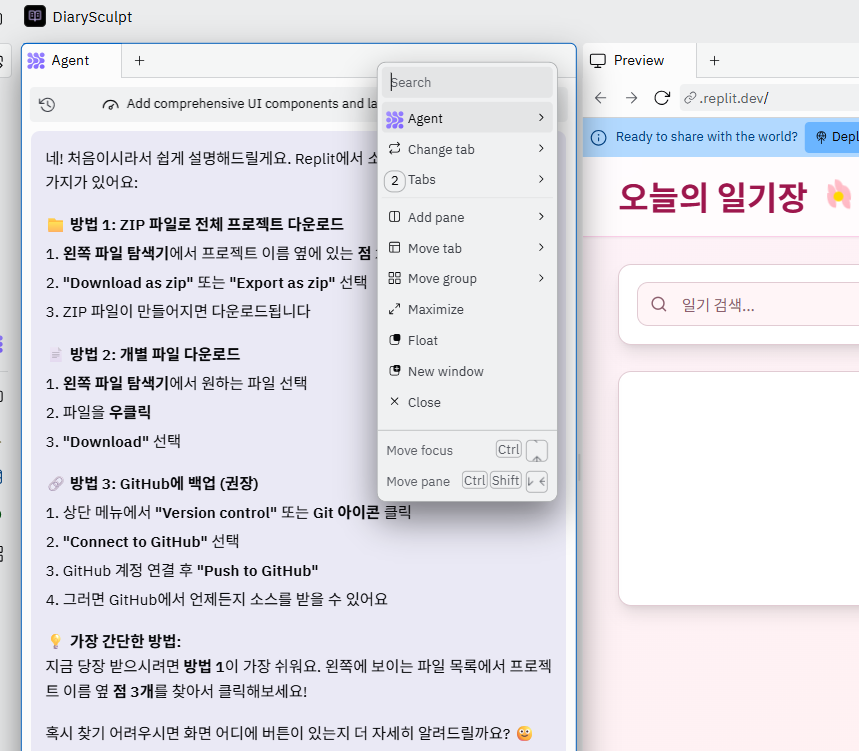 DiarySculpt
Agent
Add comprehensive UI components and la
네! 처음이시라서 쉽게 설명해드릴게요. Replit에서 소
가지가 있어요:
📁 방법 1: ZIP 파일로 전체 프로젝트 다운로드
1. 왼쪽 파일 탐색기에서 프로젝트 이름 옆에 있는 점
2. "Download as zip" 또는 "Export as zip" 선택
3. ZIP 파일이 만들어지면 다운로드됩니다
📄 방법 2: 개별 파일 다운로드
1. 왼쪽 파일 탐색기에서 원하는 파일 선택
2. 파일을 우클릭
3. "Download" 선택
🔗 방법 3: GitHub에 백업 (권장)
1. 상단 메뉴에서 "Version control" 또는 Git 아이콘 클릭
2. "Connect to GitHub" 선택
3. GitHub 계정 연결 후 "Push to GitHub"
4. 그러면 GitHub에서 언제든지 소스를 받을 수 있어요
💡 가장 간단한 방법:
지금 당장 받으시려면 방법 1이 가장 쉬워요. 왼쪽에 보이는 파일 목록에서 프로젝
트 이름 옆 점 3개를 찾아서 클릭해보세요!
혹시 찾기 어려우시면 화면 어디에 버튼이 있는지 더 자세히 알려드릴까요? 😊
Search
Agent
Change tab
2 Tabs
Add pane
Move tab
Move group
Maximize
Float
New window
Close
Move focus Ctrl
Move pane Ctrl Shift
Preview
.replit.dev/
Ready to share with the world? Depl
오늘의 일기장 🌸
일기 검색...